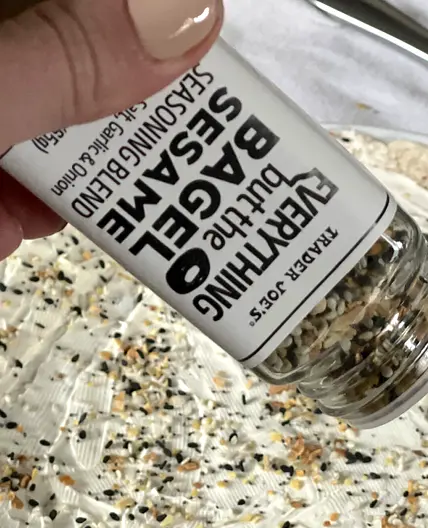 TRADER JOE'S®
EVERYTHING
but the
BAGEL
SESAME
SEASONING BLEND
Salt, Garlic & Onion